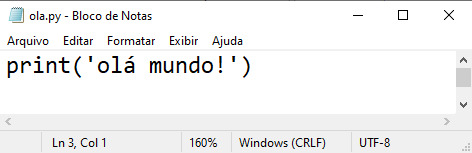 ola.py - Bloco de Notas
Arquivo Editar Formatar Exibir Ajuda
print('olá mundo!')
Ln 3, Col 1 160% Windows (CRLF) UTF-8